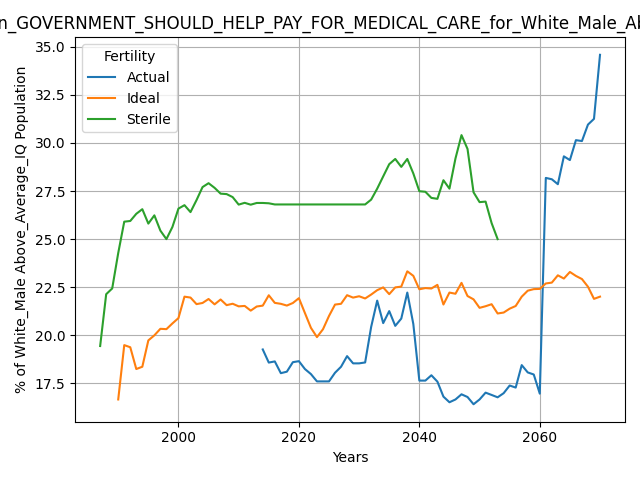 n_GOVERNMENT_SHOULD_HELP_PAY_FOR_MEDICAL_CARE_for_White_Male_Ab
Fertility
Actual
Ideal
Sterile
% of White_Male Above_Average_IQ Population
35.0
32.5
30.0
27.5
25.0
22.5
20.0
17.5
2000
2020
2040
2060
Years